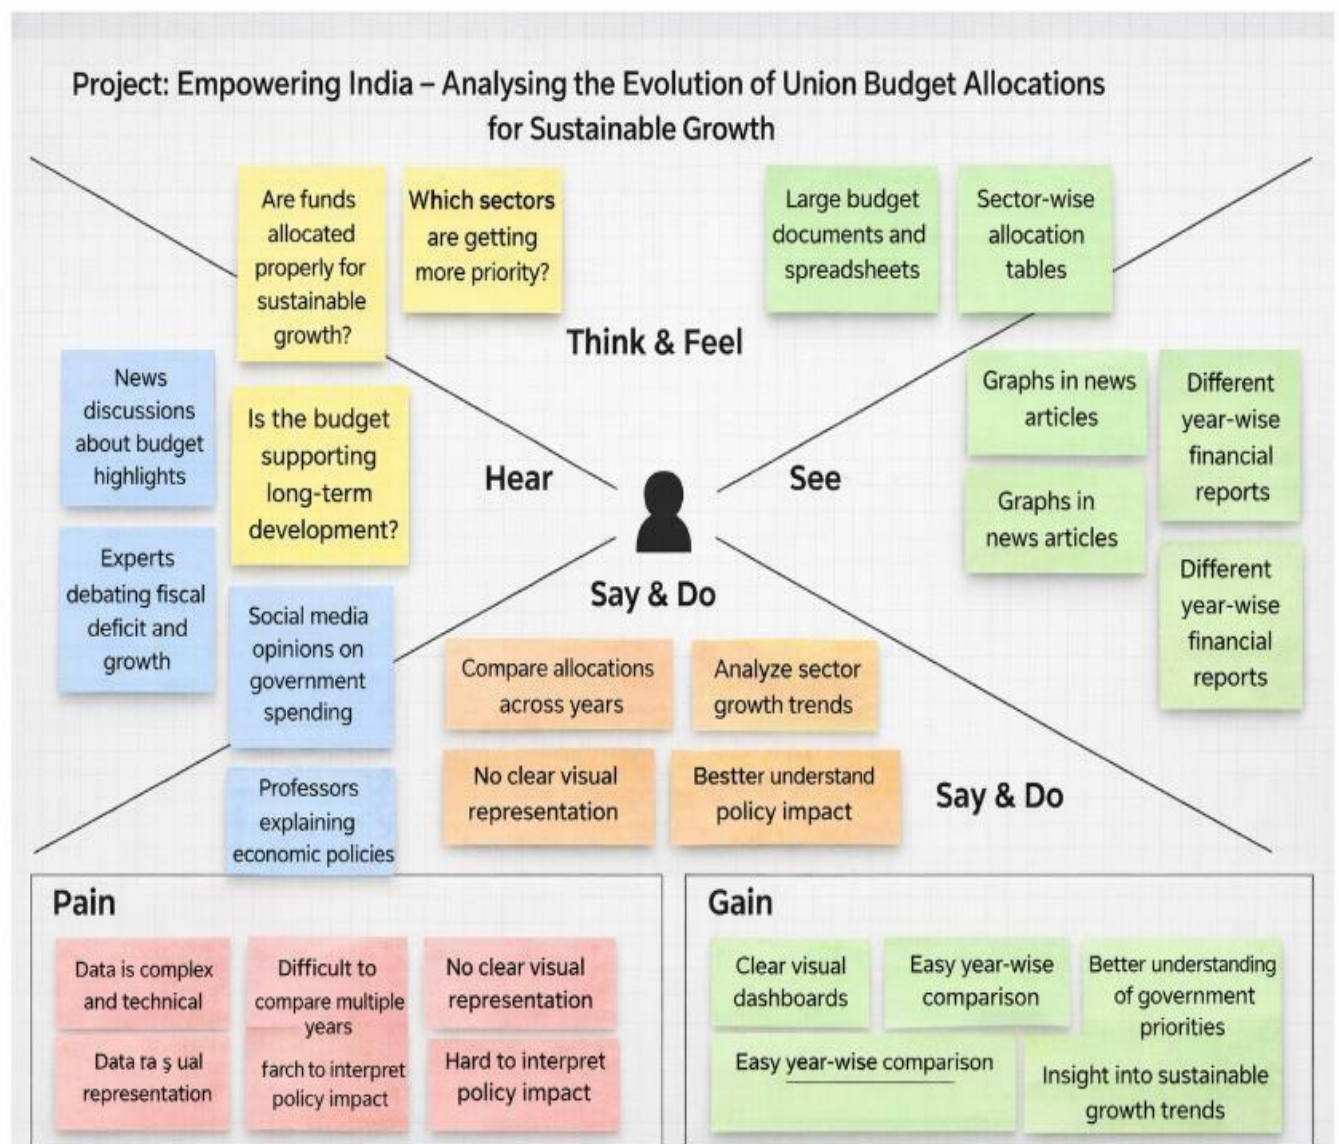 Project: Empowering India – Analysing the Evolution of Union Budget Allocations
for Sustainable Growth
Are funds
allocated
properly for
sustainable
growth?
Which sectors
are getting
more priority?
Large budget
documents and
spreadsheets
Sector-wise
allocation
tables
Think & Feel
News
discussions
about budget
highlights
Is the budget
supporting
long-term
development?
Hear
See
Graphs in news
articles
Different
year-wise
financial
reports
Graphs in
news articles
Different
year-wise
financial
reports
Experts
debating fiscal
deficit and
growth
Social media
opinions on
government
spending
Professors
explaining
economic policies
Say & Do
Compare allocations
across years
Analyze sector
growth trends
No clear visual
representation
Bestter understand
policy impact
Say & Do
Pain
Data is complex
and technical
Difficult to
compare multiple
years
No clear visual
representation
Data ra ș ual
representation
farch to interpret
policy impact
Hard to interpret
policy impact
Gain
Clear visual
dashboards
Easy year-wise
comparison
Better understanding
of government
priorities
Easy year-wise comparison
Insight into sustainable
growth trends